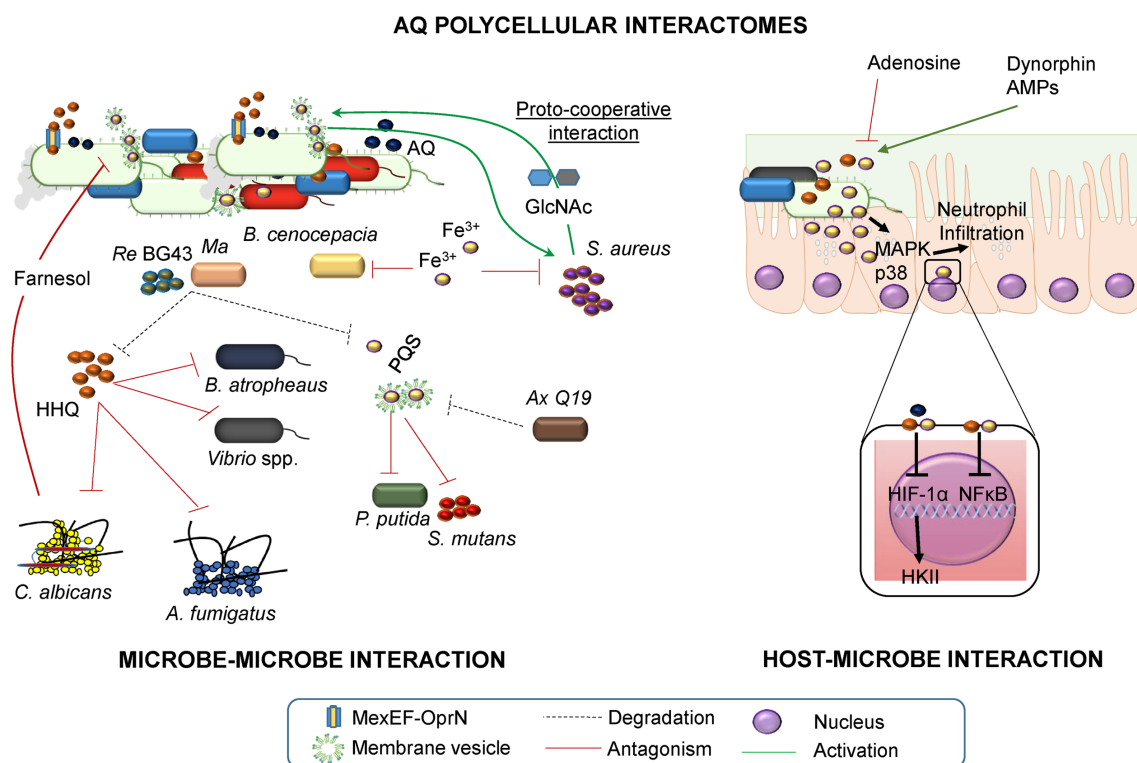 AQ POLYCELLULAR INTERACTOMES
Proto-cooperative
interaction
AQ
GlcNAc
B. cenocepacia
Fe3+
Fe3+
S. aureus
Re BG43
Ma
Farnesol
HHQ
B. atropheaus
Vibrio spp.
PQS
Ax Q19
P. putida
S. mutans
C. albicans
A. fumigatus
MICROBE-MICROBE INTERACTION
Adenosine
Dynorphin
AMPs
MAPK
p38
Neutrophil
Infiltration
HIF-1α
NFκB
HKII
HOST-MICROBE INTERACTION
MexEF-OprN
Degradation
Nucleus
Membrane vesicle
Antagonism
Activation